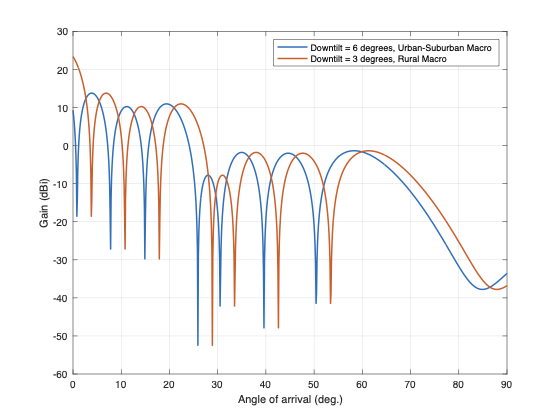 30
20
10
0
-10
-20
-30
-40
-50
-60
Gain (dBi)
Downtilt = 6 degrees, Urban-Suburban Macro
Downtilt = 3 degrees, Rural Macro
0 10 20 30 40 50 60 70 80 90
Angle of arrival (deg.)